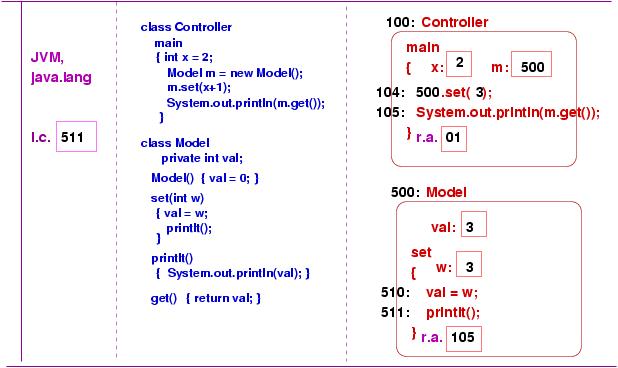 JVM,
java.lang
I.c. 511
class Controller
main
{ int x = 2;
Model m = new Model();
m.set(x+1);
System.out.println(m.get());
}
class Model
private int val;
Model() { val = 0; }
set(int w)
{ val = w;
printIt();
}
printIt()
{ System.out.println(val); }
get() { return val; }
100: Controller
main
{ x: 2 m: 500
104: 500.set( 3);
105: System.out.println(m.get());
} r.a. 01
500: Model
val: 3
set
{ w: 3
510: val = w;
511: printIt();
} r.a. 105